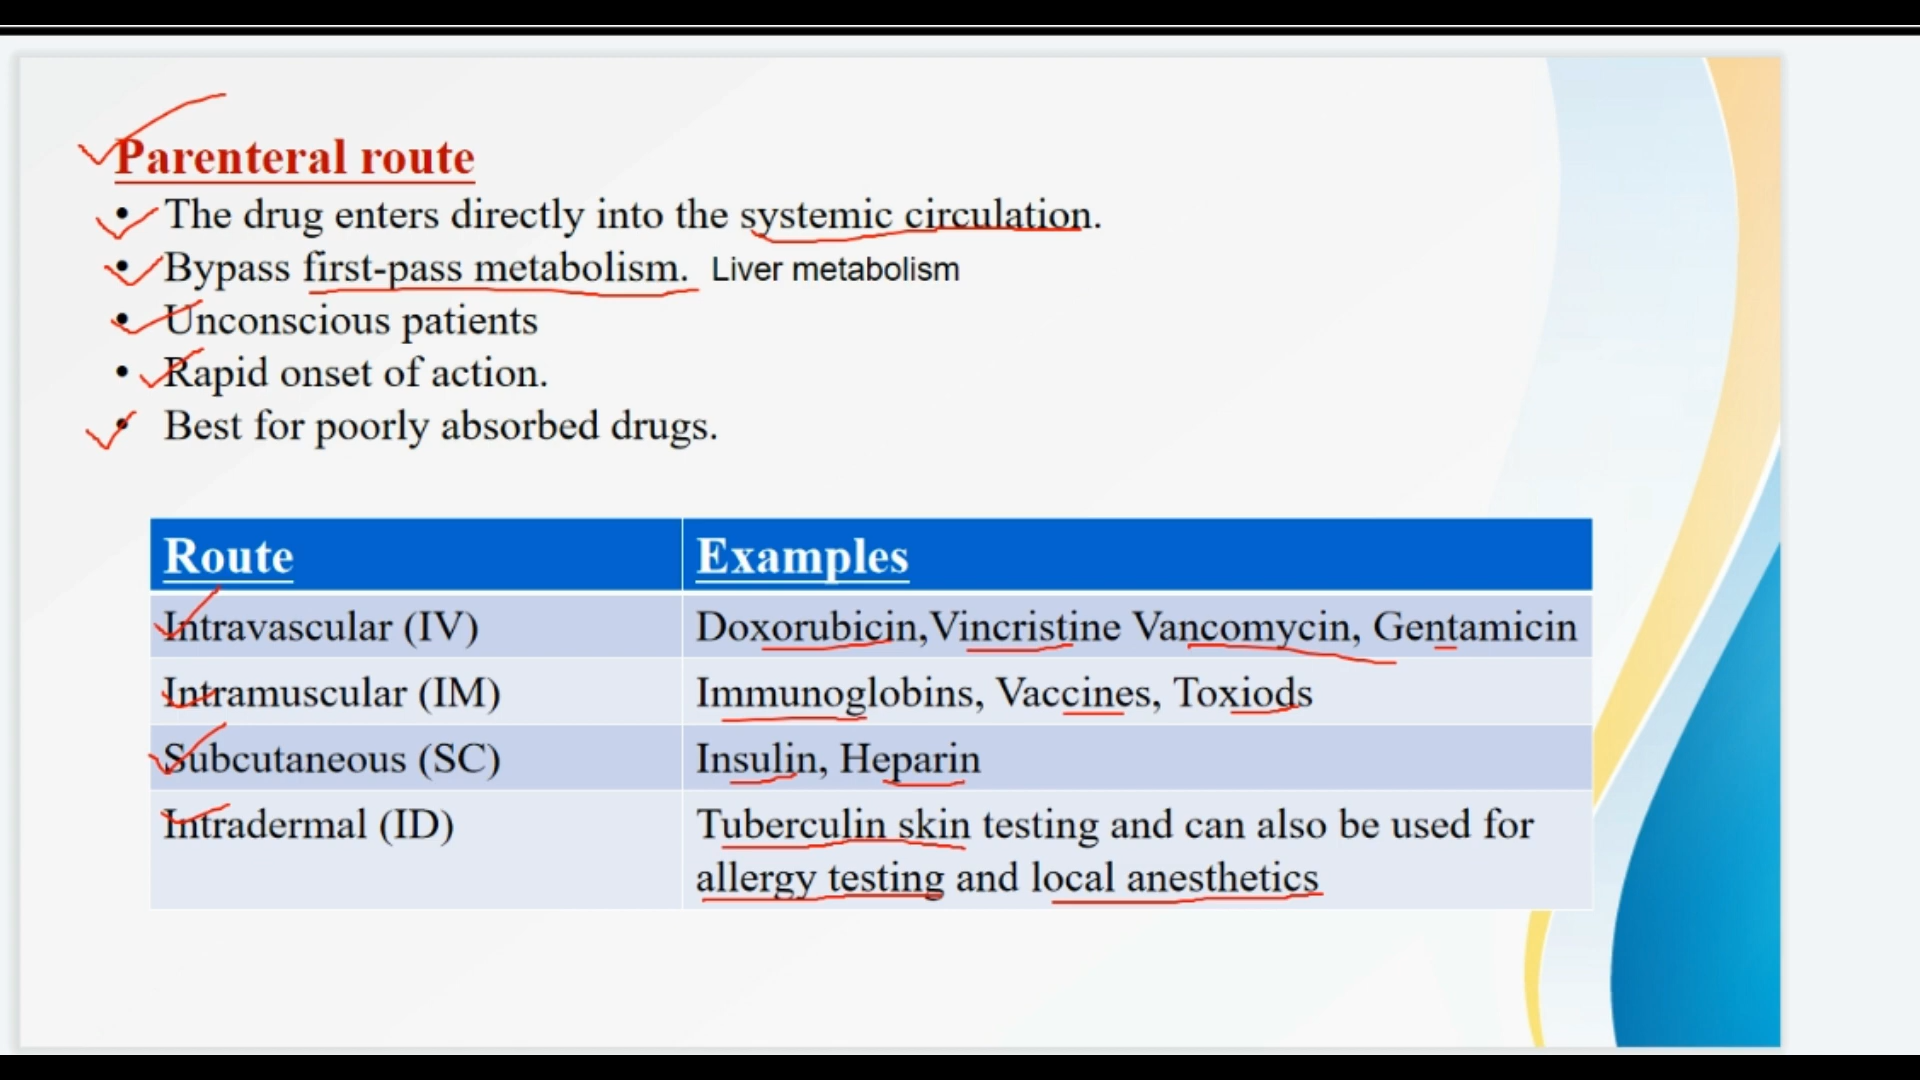 Parenteral route
• The drug enters directly into the systemic circulation.
• Bypass first-pass metabolism. Liver metabolism
• Unconscious patients
• Rapid onset of action.
• Best for poorly absorbed drugs.
Route Examples
Intravascular (IV) Doxorubicin,Vincristine Vancomycin, Gentamicin
Intramuscular (IM) Immunoglobins, Vaccines, Toxiods
Subcutaneous (SC) Insulin, Heparin
Intradermal (ID) Tuberculin skin testing and can also be used for
allergy testing and local anesthetics